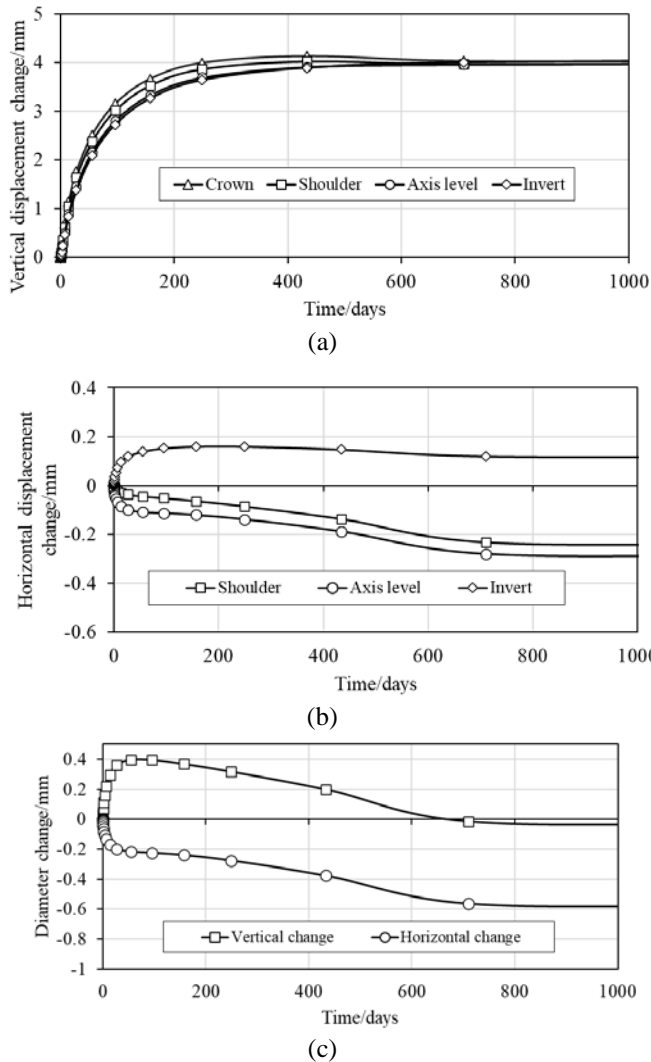 Vertical displacement change/mm
5
4
3
2
1
0
Crown Shoulder Axis level Invert
0 200 400 600 800 1000
Time/days
(a)
Horizontal displacement
change/mm
0.4
0.2
0
-0.2
-0.4
-0.6
Shoulder Axis level Invert
0 200 400 600 800 1000
Time/days
(b)
Diameter change/mm
0.4
0.2
0
-0.2
-0.4
-0.6
-0.8
-1
Vertical change Horizontal change
0 200 400 600 800 1000
Time/days
(c)